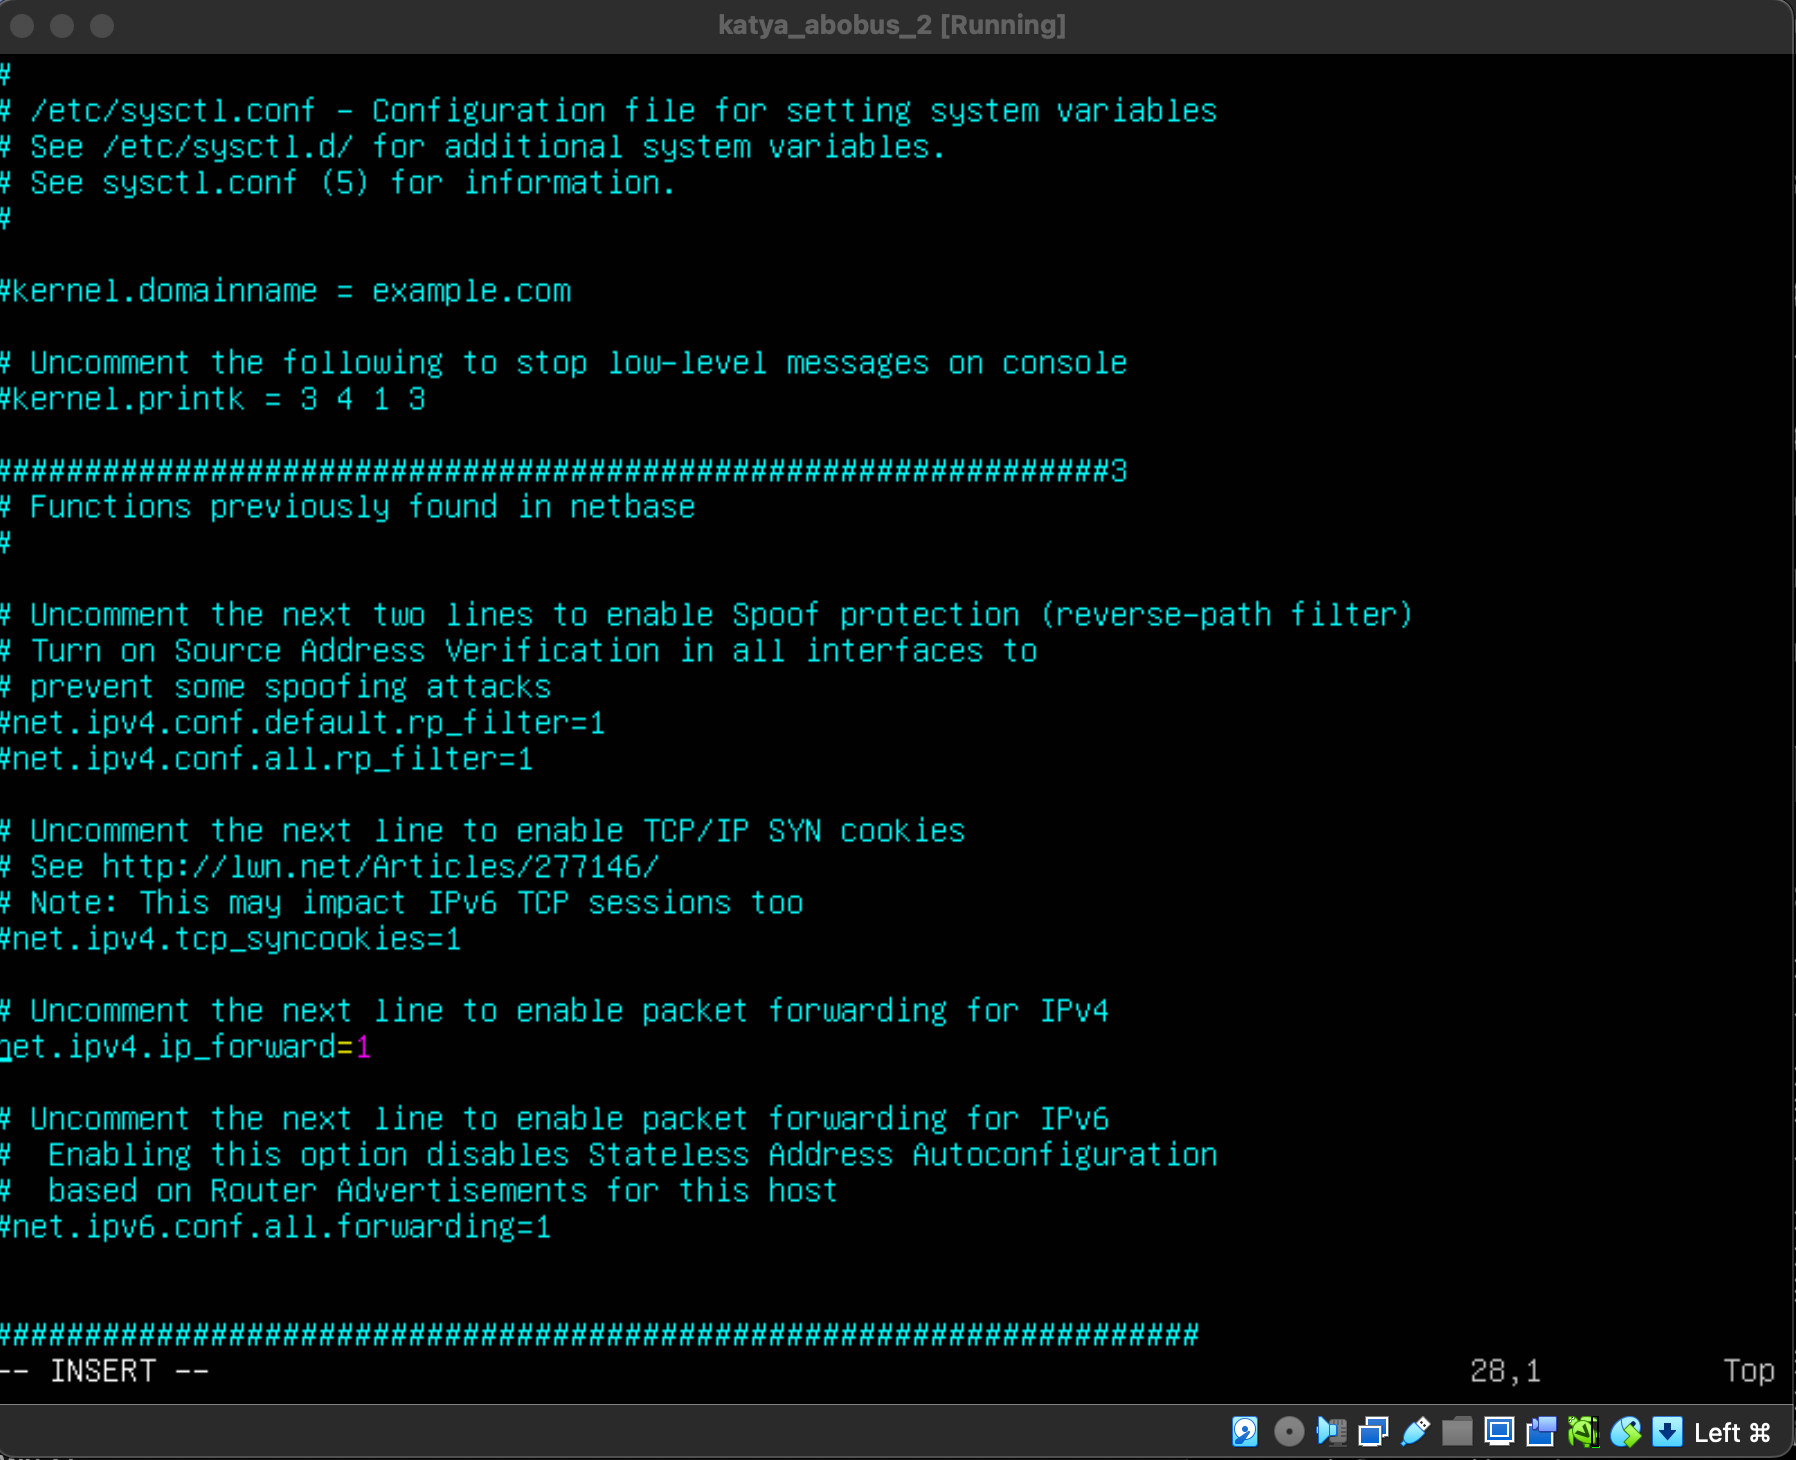 katya_abobus_2 [Running]
#
# /etc/sysctl.conf - Configuration file for setting system variables
# See /etc/sysctl.d/ for additional system variables.
# See sysctl.conf (5) for information.
#
#kernel.domainname = example.com
# Uncomment the following to stop low-level messages on console
#kernel.printk = 3 4 1 3
##############################################################3
# Functions previously found in netbase
#
# Uncomment the next two lines to enable Spoof protection (reverse-path filter)
# Turn on Source Address Verification in all interfaces to
# prevent some spoofing attacks
#net.ipv4.conf.default.rp_filter=1
#net.ipv4.conf.all.rp_filter=1
# Uncomment the next line to enable TCP/IP SYN cookies
# See http://lwn.net/Articles/277146/
# Note: This may impact IPv6 TCP sessions too
#net.ipv4.tcp_syncookies=1
# Uncomment the next line to enable packet forwarding for IPv4
net.ipv4.ip_forward=1
# Uncomment the next line to enable packet forwarding for IPv6
#  Enabling this option disables Stateless Address Autoconfiguration
#  based on Router Advertisements for this host
#net.ipv6.conf.all.forwarding=1
###################################################################
-- INSERT -- 28,1 Top
Left ⌘